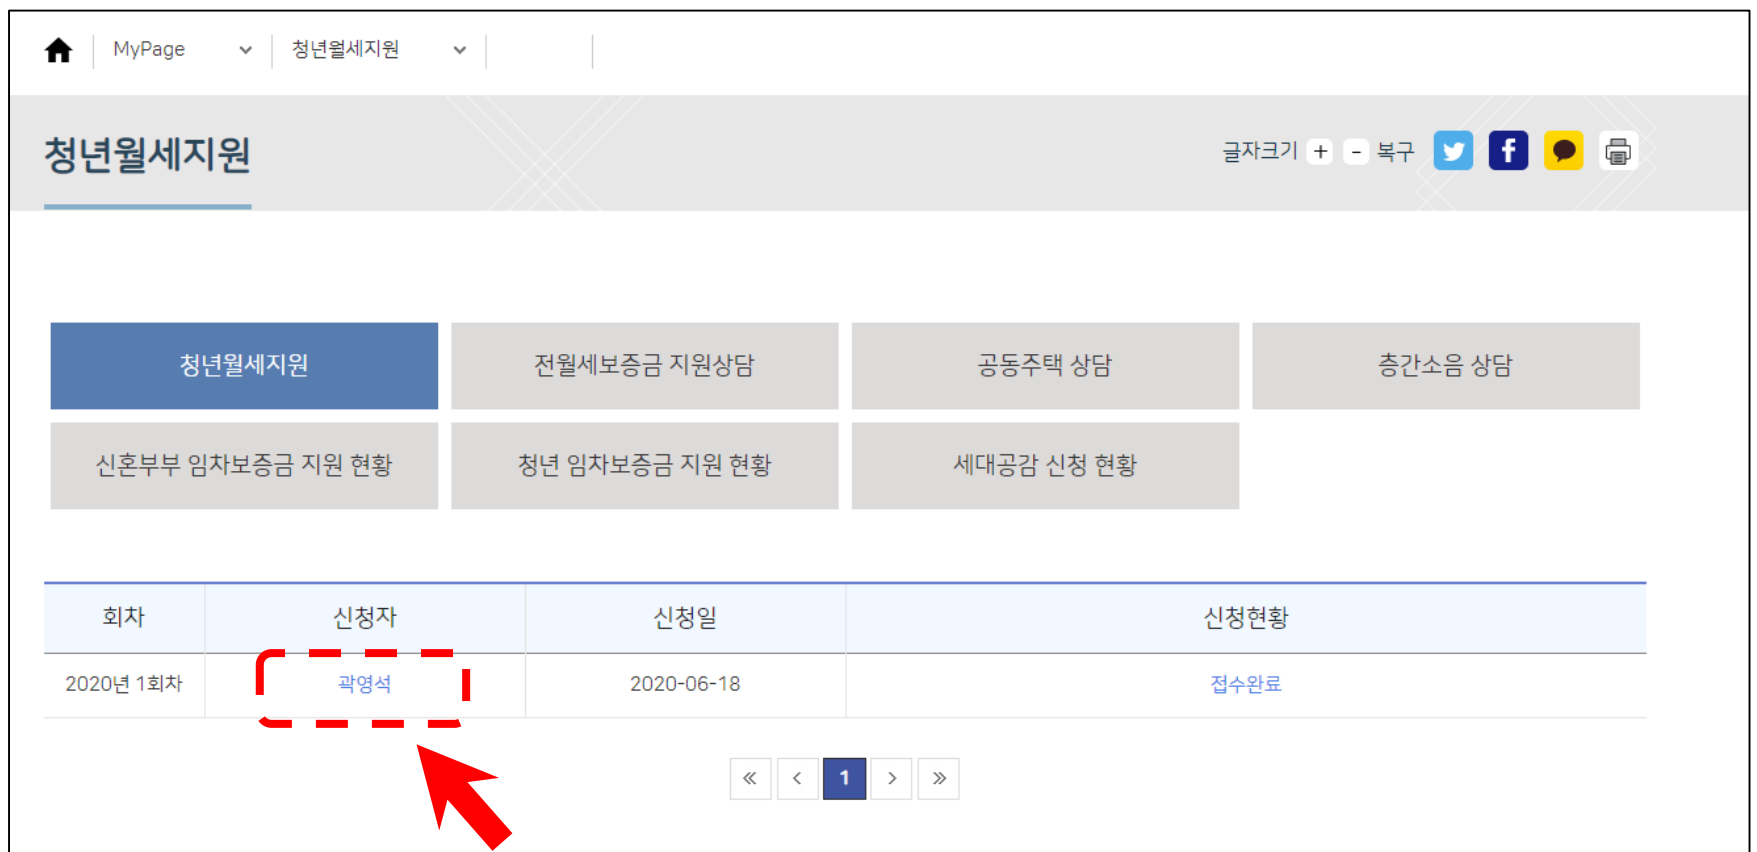 MyPage 청년월세지원
청년월세지원
글자크기 + - 복구
청년월세지원 전월세보증금 지원상담 공동주택 상담 층간소음 상담
신혼부부 임차보증금 지원 현황 청년 임차보증금 지원 현황 세대공감 신청 현황
회차 신청자 신청일 신청현황
2020년 1회차 곽영석 2020-06-18 접수완료
« < 1 > »